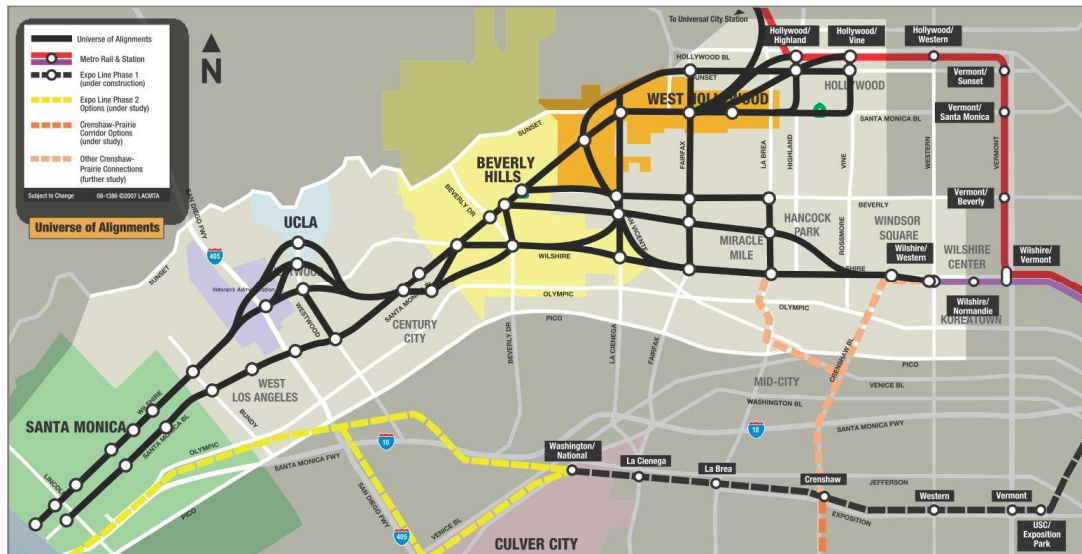 Universe of Alignments
Metro Rail & Station
Expo Line Phase 1
(under construction)
Expo Line Phase 2
Options (under study)
Crenshaw-Prairie
Corridor Options
(under study)
Other Crenshaw-
Prairie Connections
(further study)
Subject to Change
08-1386 ©2007 LACMTA
Universe of Alignments
N
To Universal City Station
Hollywood/
Highland
Hollywood/
Vine
Hollywood/
Western
HOLLYWOOD BL
SUNSET
HOLLYWOOD
Vermont/
Sunset
WEST HOLLYWOOD
SANTA MONICA BL
Vermont/
Santa Monica
SUNSET
FAIRFAX
LA BREA
HIGHLAND
VINE
WESTERN
VERMONT
BEVERLY
HILLS
BEVERLY DR
BEVERLY
Vermont/
Beverly
SAN DIEGO FWY
UCLA
405
SAN VICENTE
HANCOCK
PARK
ROSSMORE
WINDSOR
SQUARE
MIRACLE
MILE
Wilshire/
Western
WILSHIRE
CENTER
Wilshire/
Vermont
WILSHIRE
WILSHIRE
SUNSET
WESTWOOD
Veteran's Administration
SANTA MONICA BL
OLYMPIC
OLYMPIC
Wilshire/
Normandie
KOREATOWN
WESTWOOD
CENTURY
CITY
PICO
BEVERLY DR
LA CIENEGA
FAIRFAX
CRENSHAW BL
PICO
WEST
LOS ANGELES
MID-CITY
VENICE BL
WASHINGTON BL
WILSHIRE
BUNDY
SANTA MONICA
SANTA MONICA BL
OLYMPIC
10
10
SANTA MONICA FWY
SANTA MONICA FWY
Washington/
National
La Cienega
La Brea
Crenshaw
JEFFERSON
LINCOLN
PICO
SAN DIEGO FWY
VENICE BL
405
EXPOSITION
Western
Vermont
USC/
Exposition
Park
CULVER CITY